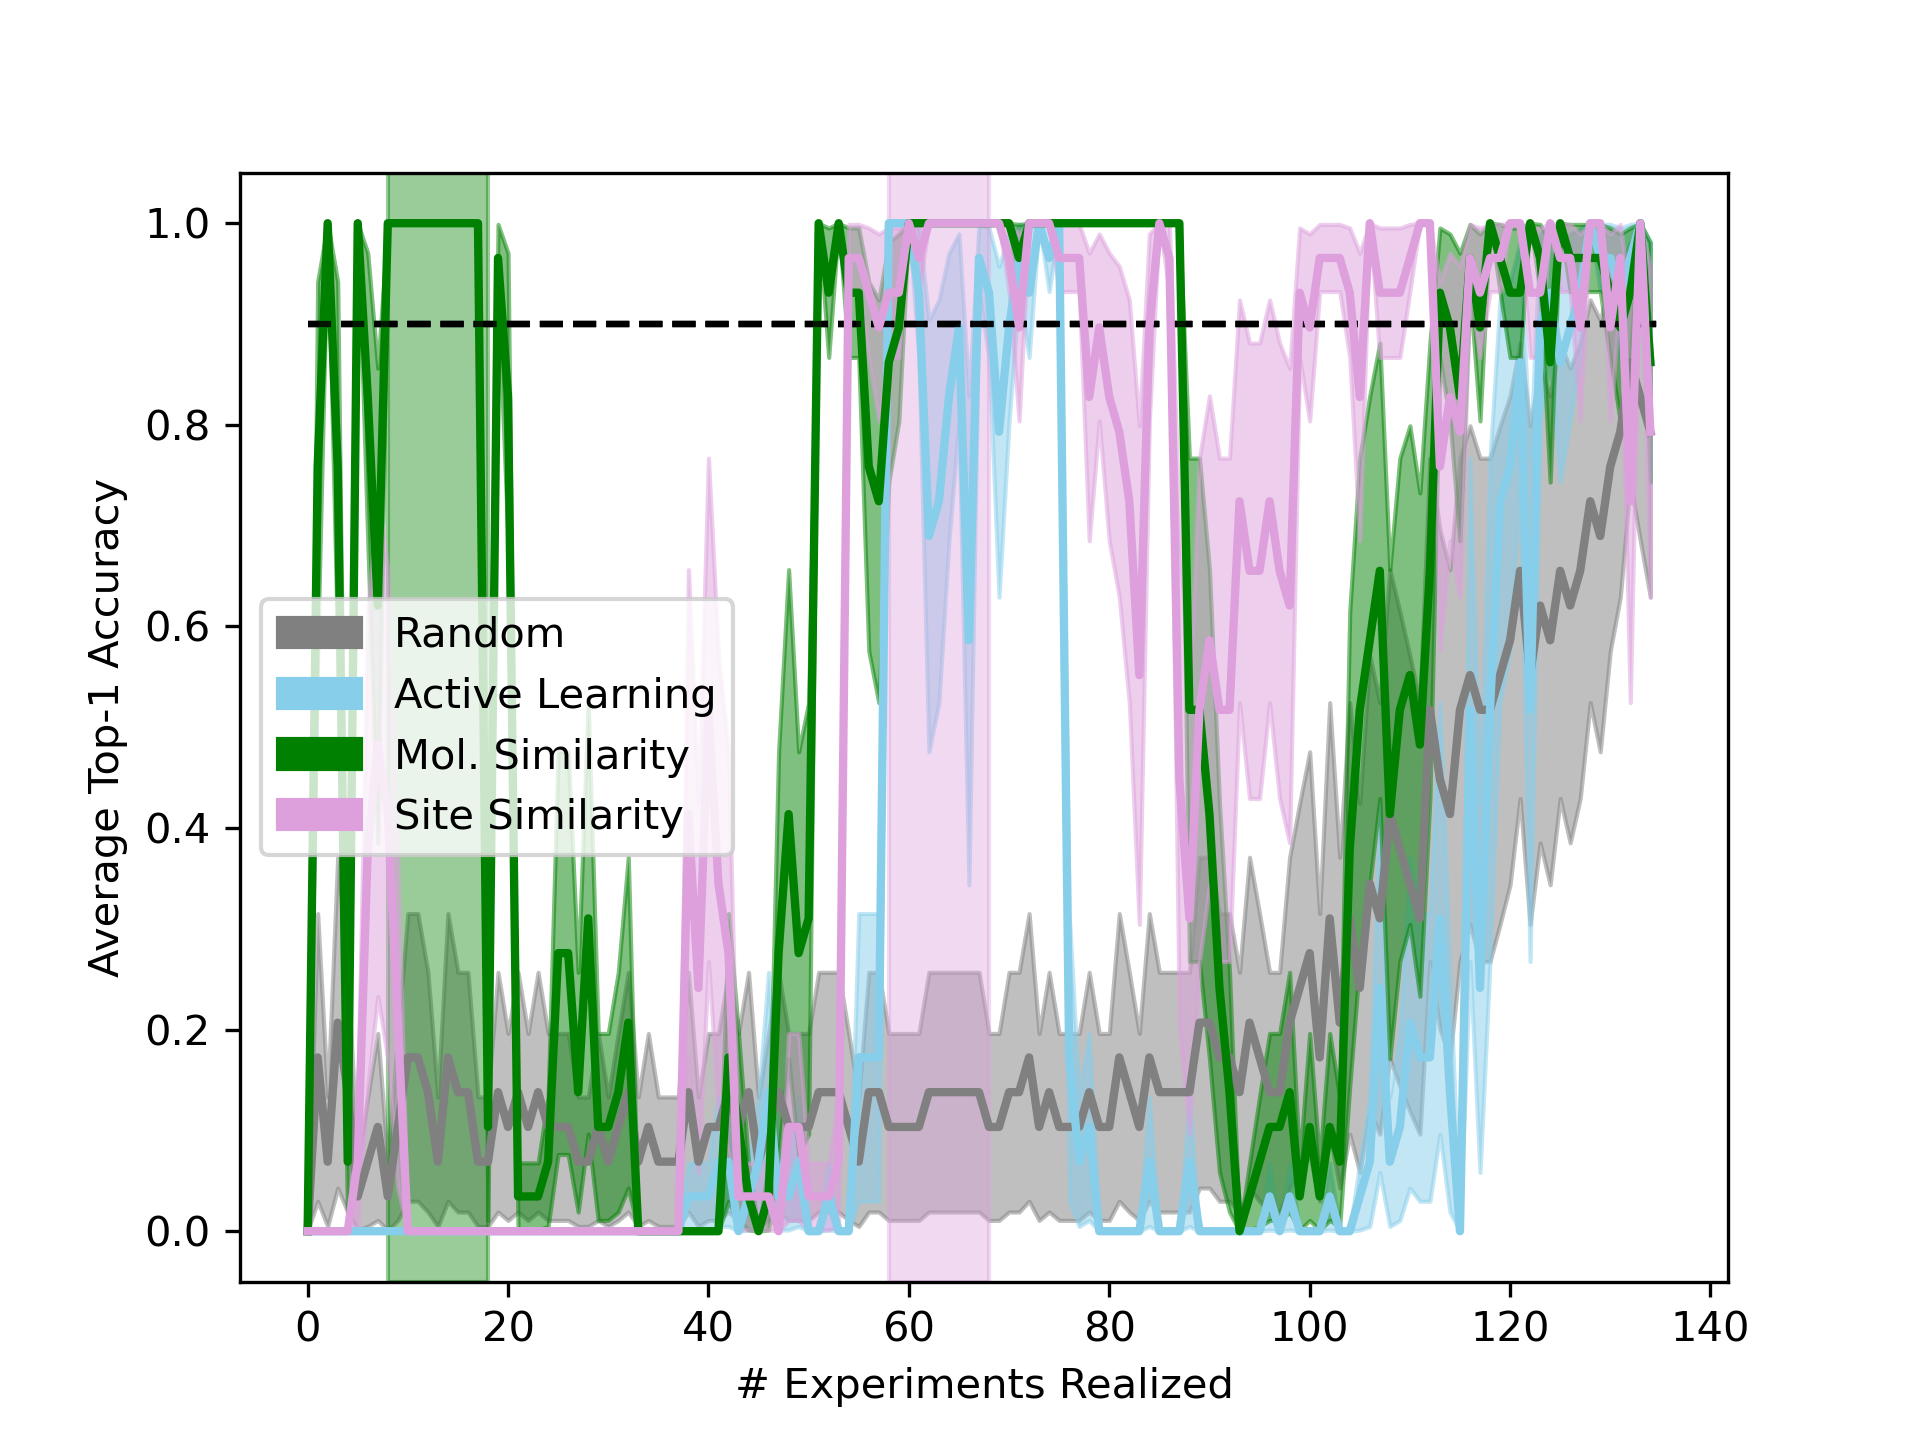 1.0
0.8
0.6
0.4
0.2
0.0
Average Top-1 Accuracy
Random
Active Learning
Mol. Similarity
Site Similarity
0 20 40 60 80 100 120 140
# Experiments Realized